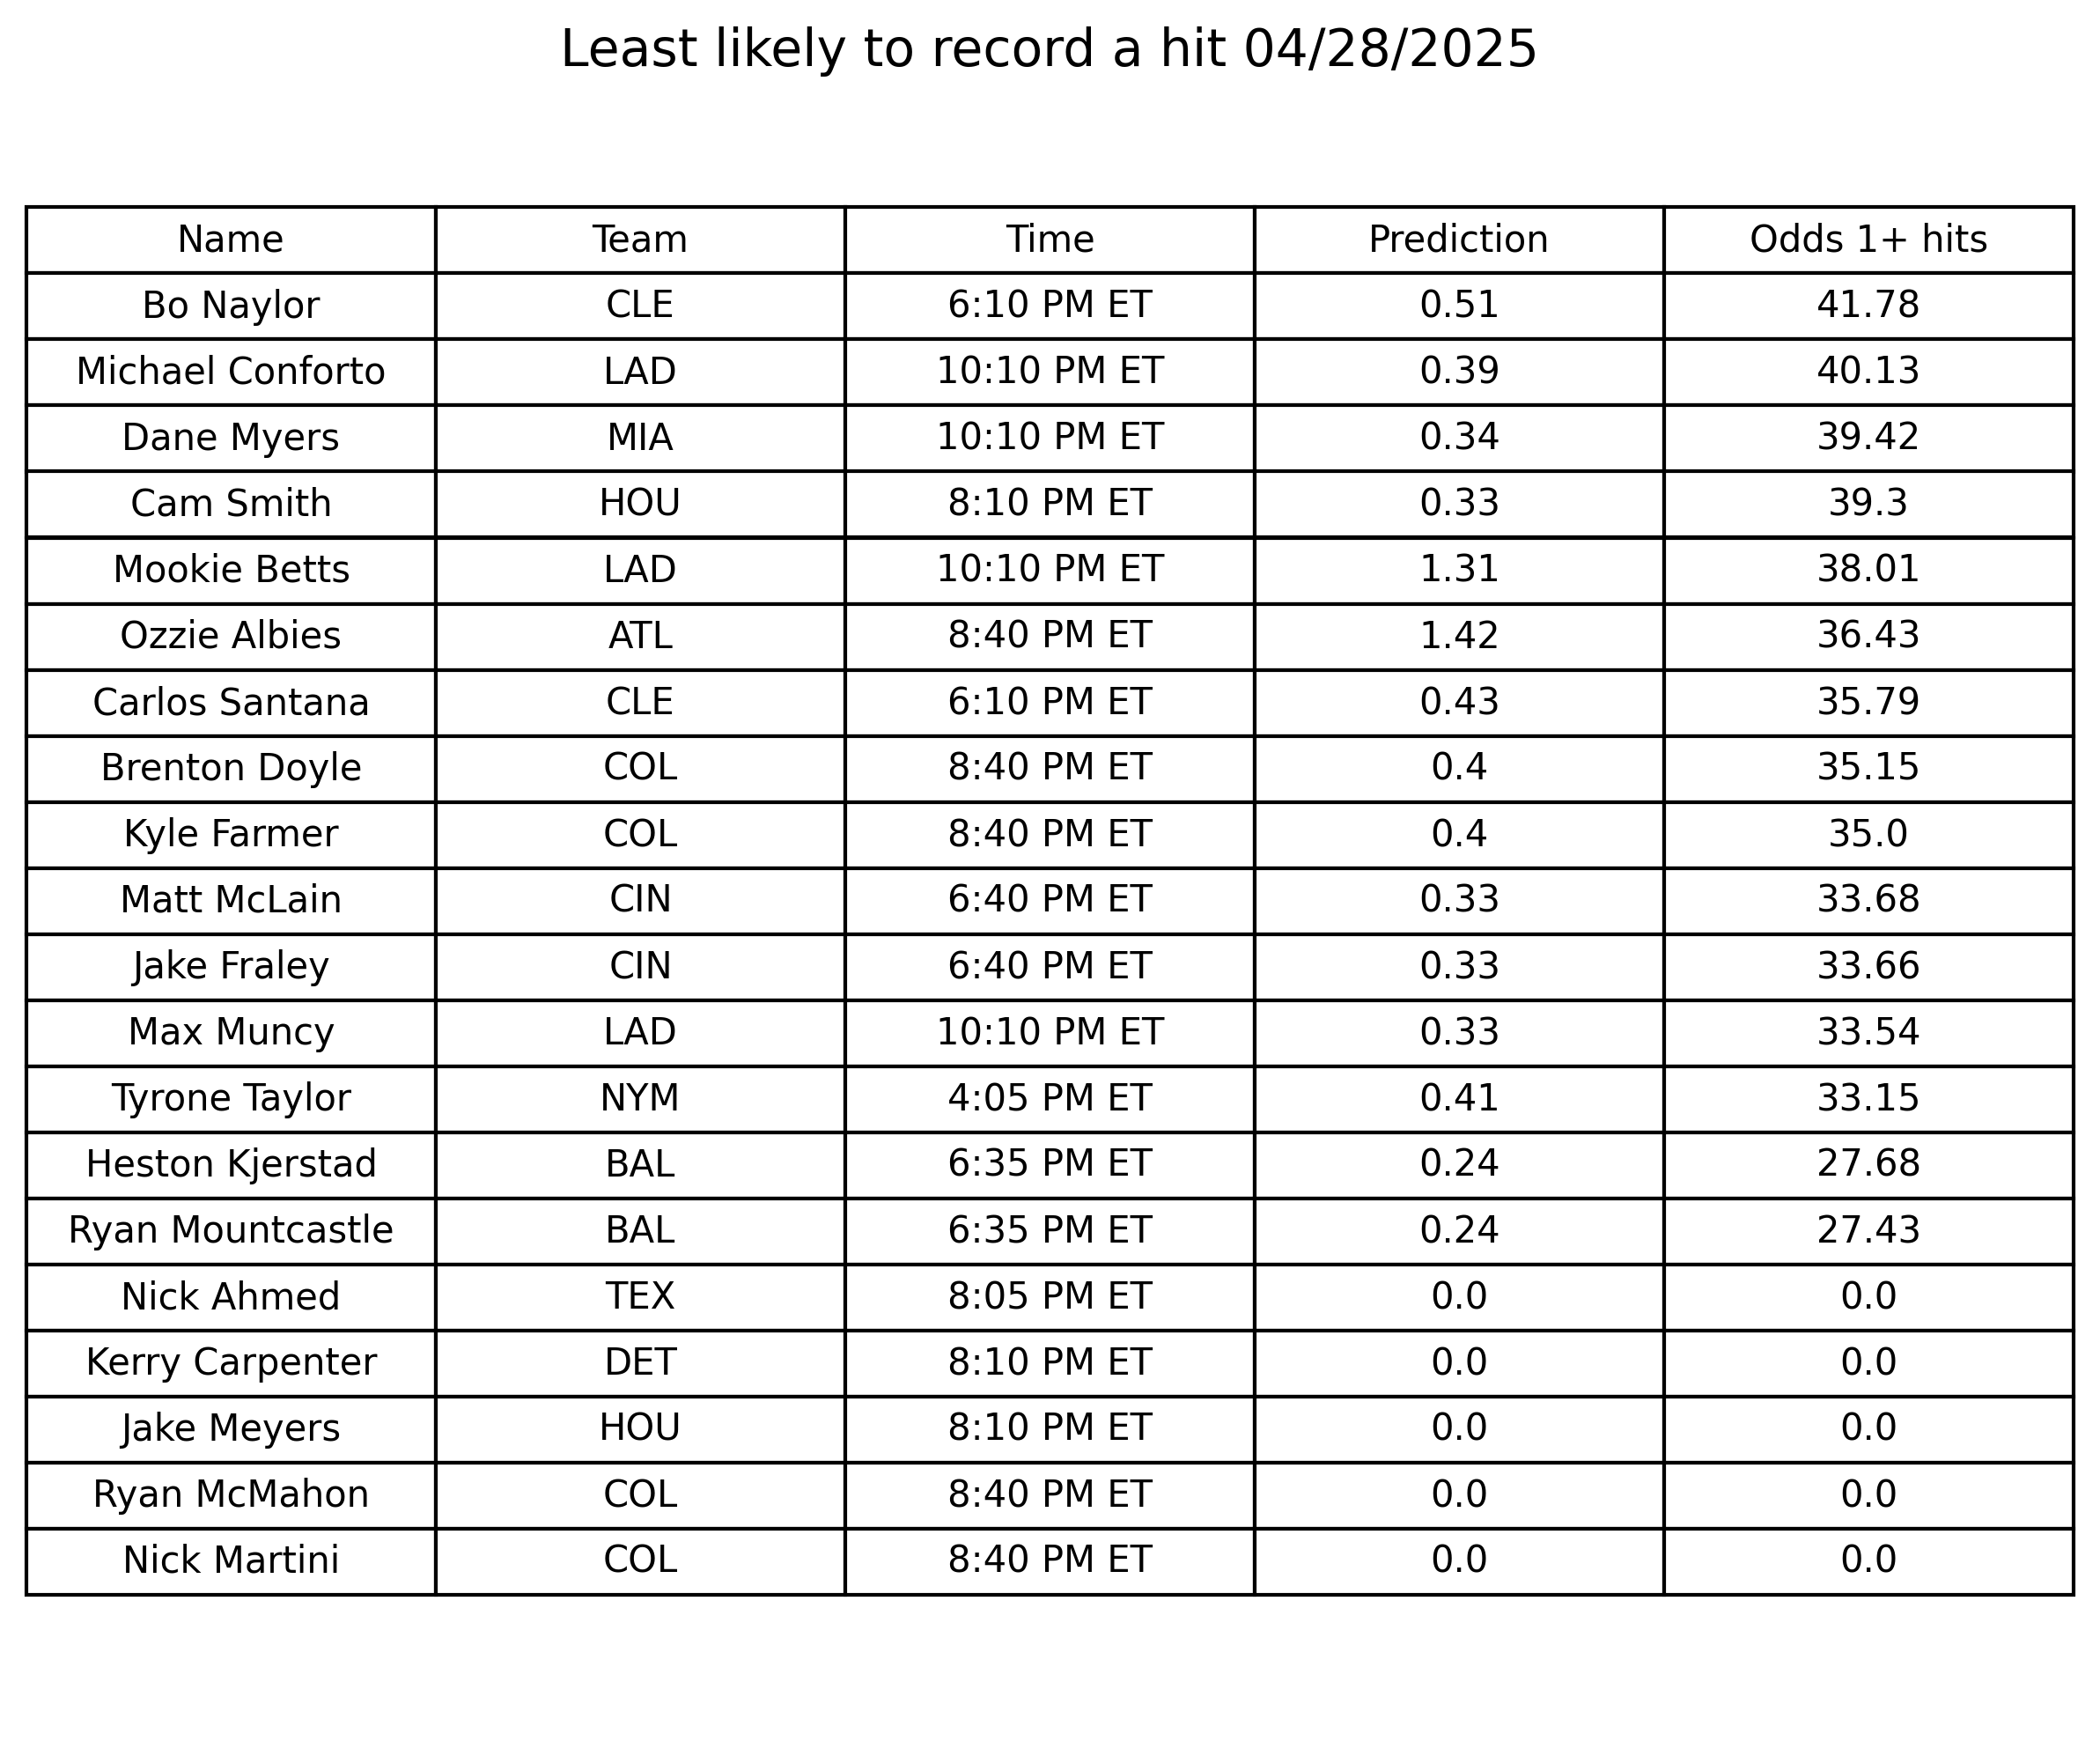 Least likely to record a hit 04/28/2025
Name Team Time Prediction Odds 1+ hits
Bo Naylor CLE 6:10 PM ET 0.51 41.78
Michael Conforto LAD 10:10 PM ET 0.39 40.13
Dane Myers MIA 10:10 PM ET 0.34 39.42
Cam Smith HOU 8:10 PM ET 0.33 39.3
Mookie Betts LAD 10:10 PM ET 1.31 38.01
Ozzie Albies ATL 8:40 PM ET 1.42 36.43
Carlos Santana CLE 6:10 PM ET 0.43 35.79
Brenton Doyle COL 8:40 PM ET 0.4 35.15
Kyle Farmer COL 8:40 PM ET 0.4 35.0
Matt McLain CIN 6:40 PM ET 0.33 33.68
Jake Fraley CIN 6:40 PM ET 0.33 33.66
Max Muncy LAD 10:10 PM ET 0.33 33.54
Tyrone Taylor NYM 4:05 PM ET 0.41 33.15
Heston Kjerstad BAL 6:35 PM ET 0.24 27.68
Ryan Mountcastle BAL 6:35 PM ET 0.24 27.43
Nick Ahmed TEX 8:05 PM ET 0.0 0.0
Kerry Carpenter DET 8:10 PM ET 0.0 0.0
Jake Meyers HOU 8:10 PM ET 0.0 0.0
Ryan McMahon COL 8:40 PM ET 0.0 0.0
Nick Martini COL 8:40 PM ET 0.0 0.0